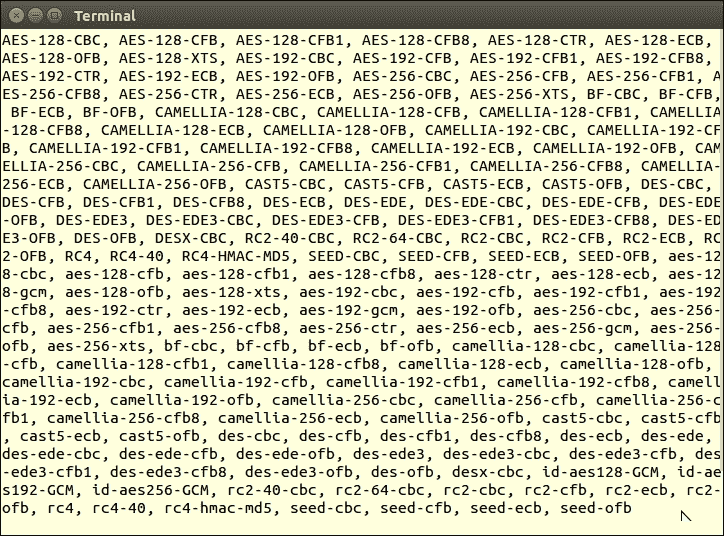 Terminal
AES-128-CBC, AES-128-CFB, AES-128-CFB1, AES-128-CFB8, AES-128-CTR, AES-128-ECB,
AES-128-OFB, AES-128-XTS, AES-192-CBC, AES-192-CFB, AES-192-CFB1, AES-192-CFB8,
AES-192-CTR, AES-192-ECB, AES-192-OFB, AES-256-CBC, AES-256-CFB, AES-256-CFB1, A
ES-256-CFB8, AES-256-CTR, AES-256-ECB, AES-256-OFB, AES-256-XTS, BF-CBC, BF-CFB,
BF-ECB, BF-OFB, CAMELLIA-128-CBC, CAMELLIA-128-CFB, CAMELLIA-128-CFB1, CAMELLIA
-128-CFB8, CAMELLIA-128-ECB, CAMELLIA-128-OFB, CAMELLIA-192-CBC, CAMELLIA-192-CF
B, CAMELLIA-192-CFB1, CAMELLIA-192-CFB8, CAMELLIA-192-ECB, CAMELLIA-192-OFB, CAM
ELLIA-256-CBC, CAMELLIA-256-CFB, CAMELLIA-256-CFB1, CAMELLIA-256-CFB8, CAMELLIA-
256-ECB, CAMELLIA-256-OFB, CAST5-CBC, CAST5-CFB, CAST5-ECB, CAST5-OFB, DES-CBC,
DES-CFB, DES-CFB1, DES-CFB8, DES-ECB, DES-EDE, DES-EDE-CBC, DES-EDE-CFB, DES-EDE
-OFB, DES-EDE3, DES-EDE3-CBC, DES-EDE3-CFB, DES-EDE3-CFB1, DES-EDE3-CFB8, DES-ED
E3-OFB, DES-OFB, DESX-CBC, RC2-40-CBC, RC2-64-CBC, RC2-CBC, RC2-CFB, RC2-ECB, RC
2-OFB, RC4, RC4-40, RC4-HMAC-MD5, SEED-CBC, SEED-CFB, SEED-ECB, SEED-OFB, aes-12
8-cbc, aes-128-cfb, aes-128-cfb1, aes-128-cfb8, aes-128-ctr, aes-128-ecb, aes-12
8-gcm, aes-128-ofb, aes-128-xts, aes-192-cbc, aes-192-cfb, aes-192-cfb1, aes-192
-cfb8, aes-192-ctr, aes-192-ecb, aes-192-gcm, aes-192-ofb, aes-256-cbc, aes-256-
cfb, aes-256-cfb1, aes-256-cfb8, aes-256-ctr, aes-256-ecb, aes-256-gcm, aes-256-
ofb, aes-256-xts, bf-cbc, bf-cfb, bf-ecb, bf-ofb, camellia-128-cbc, camellia-128
-cfb, camellia-128-cfb1, camellia-128-cfb8, camellia-128-ecb, camellia-128-ofb,
camellia-192-cbc, camellia-192-cfb, camellia-192-cfb1, camellia-192-cfb8, camell
ia-192-ecb, camellia-192-ofb, camellia-256-cbc, camellia-256-cfb, camellia-256-c
fb1, camellia-256-cfb8, camellia-256-ecb, camellia-256-ofb, cast5-cbc, cast5-cfb
, cast5-ecb, cast5-ofb, des-cbc, des-cfb, des-cfb1, des-cfb8, des-ecb, des-ede,
des-ede-cbc, des-ede-cfb, des-ede-ofb, des-ede3, des-ede3-cbc, des-ede3-cfb, des
-ede3-cfb1, des-ede3-cfb8, des-ede3-ofb, des-ofb, desx-cbc, id-aes128-GCM, id-ae
s192-GCM, id-aes256-GCM, rc2-40-cbc, rc2-64-cbc, rc2-cbc, rc2-cfb, rc2-ecb, rc2-
ofb, rc4, rc4-40, rc4-hmac-md5, seed-cbc, seed-cfb, seed-ecb, seed-ofb